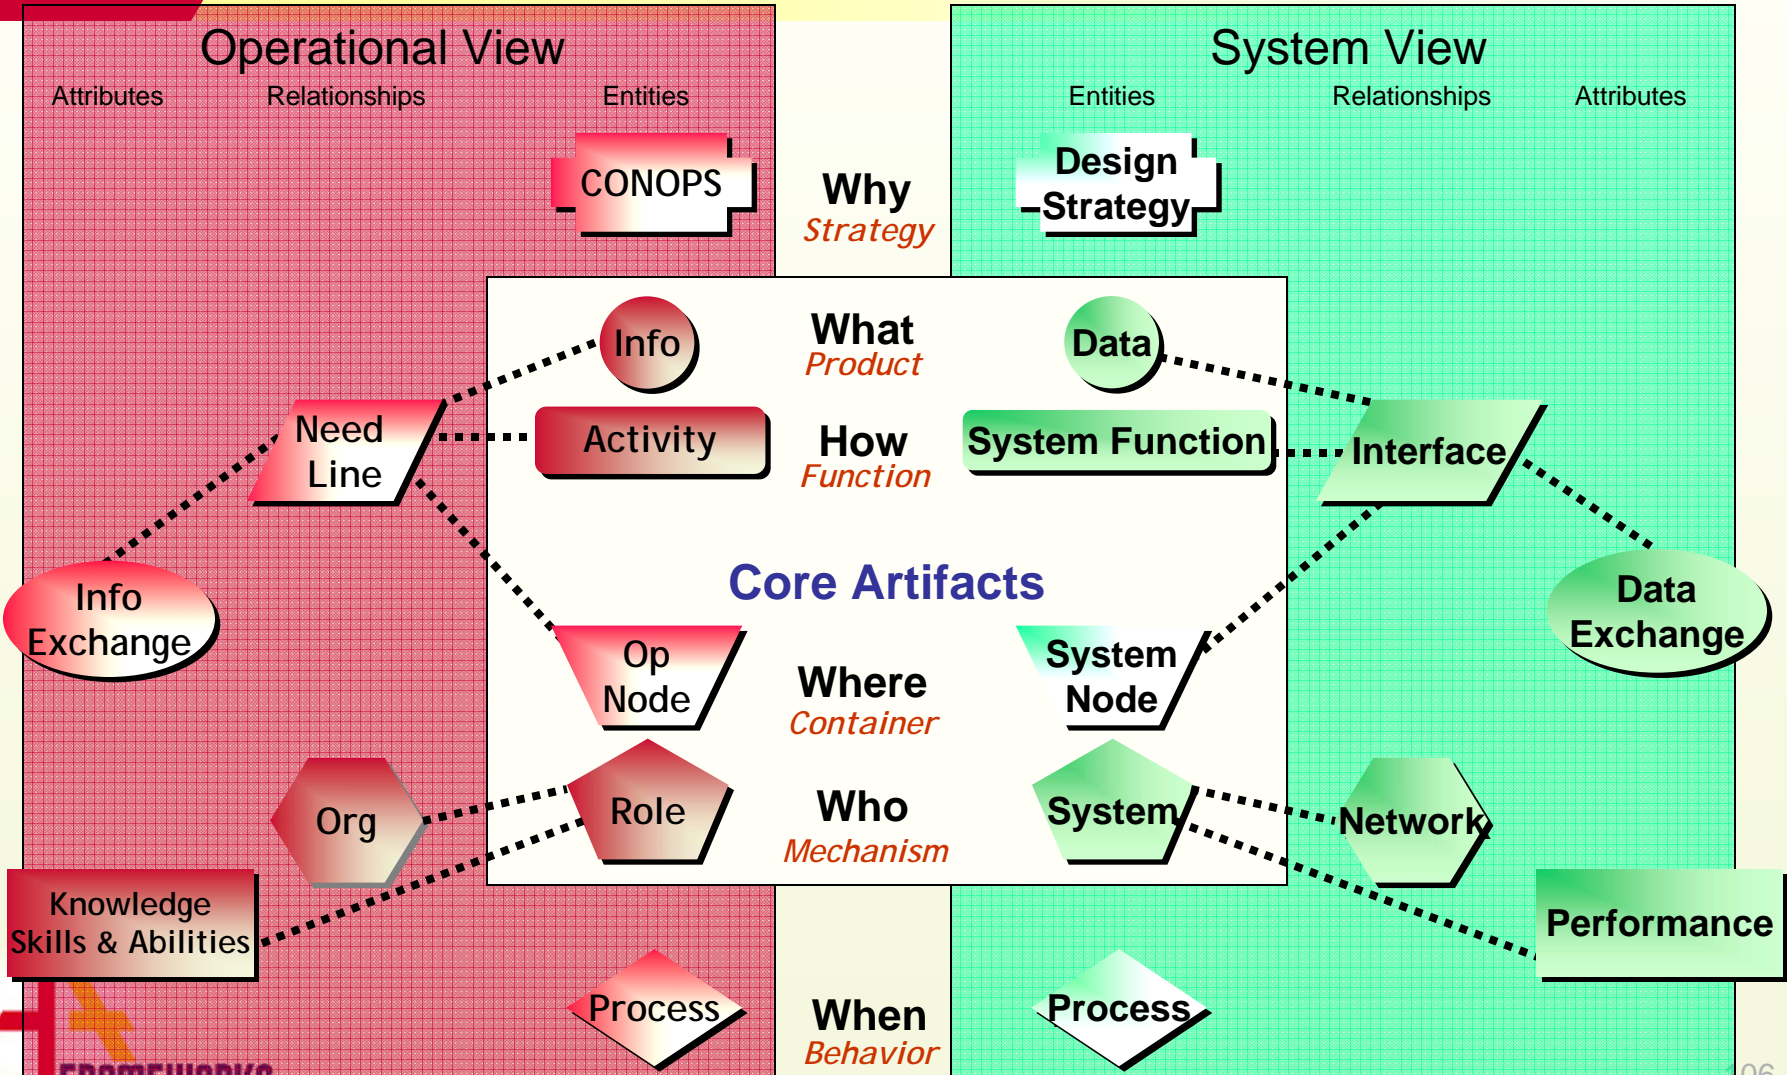 Operational View
System View
Attributes Relationships Entities
Entities Relationships Attributes
CONOPS
Why
Strategy
Design
Strategy
Info
What
Product
Data
Need
Line
Activity
How
Function
System Function
Interface
Core Artifacts
Info
Exchange
Op
Node
Where
Container
System
Node
Data
Exchange
Org
Role
Who
Mechanism
System
Network
Knowledge
Skills & Abilities
Performance
Process
When
Behavior
Process
FRAMEWORKS
106